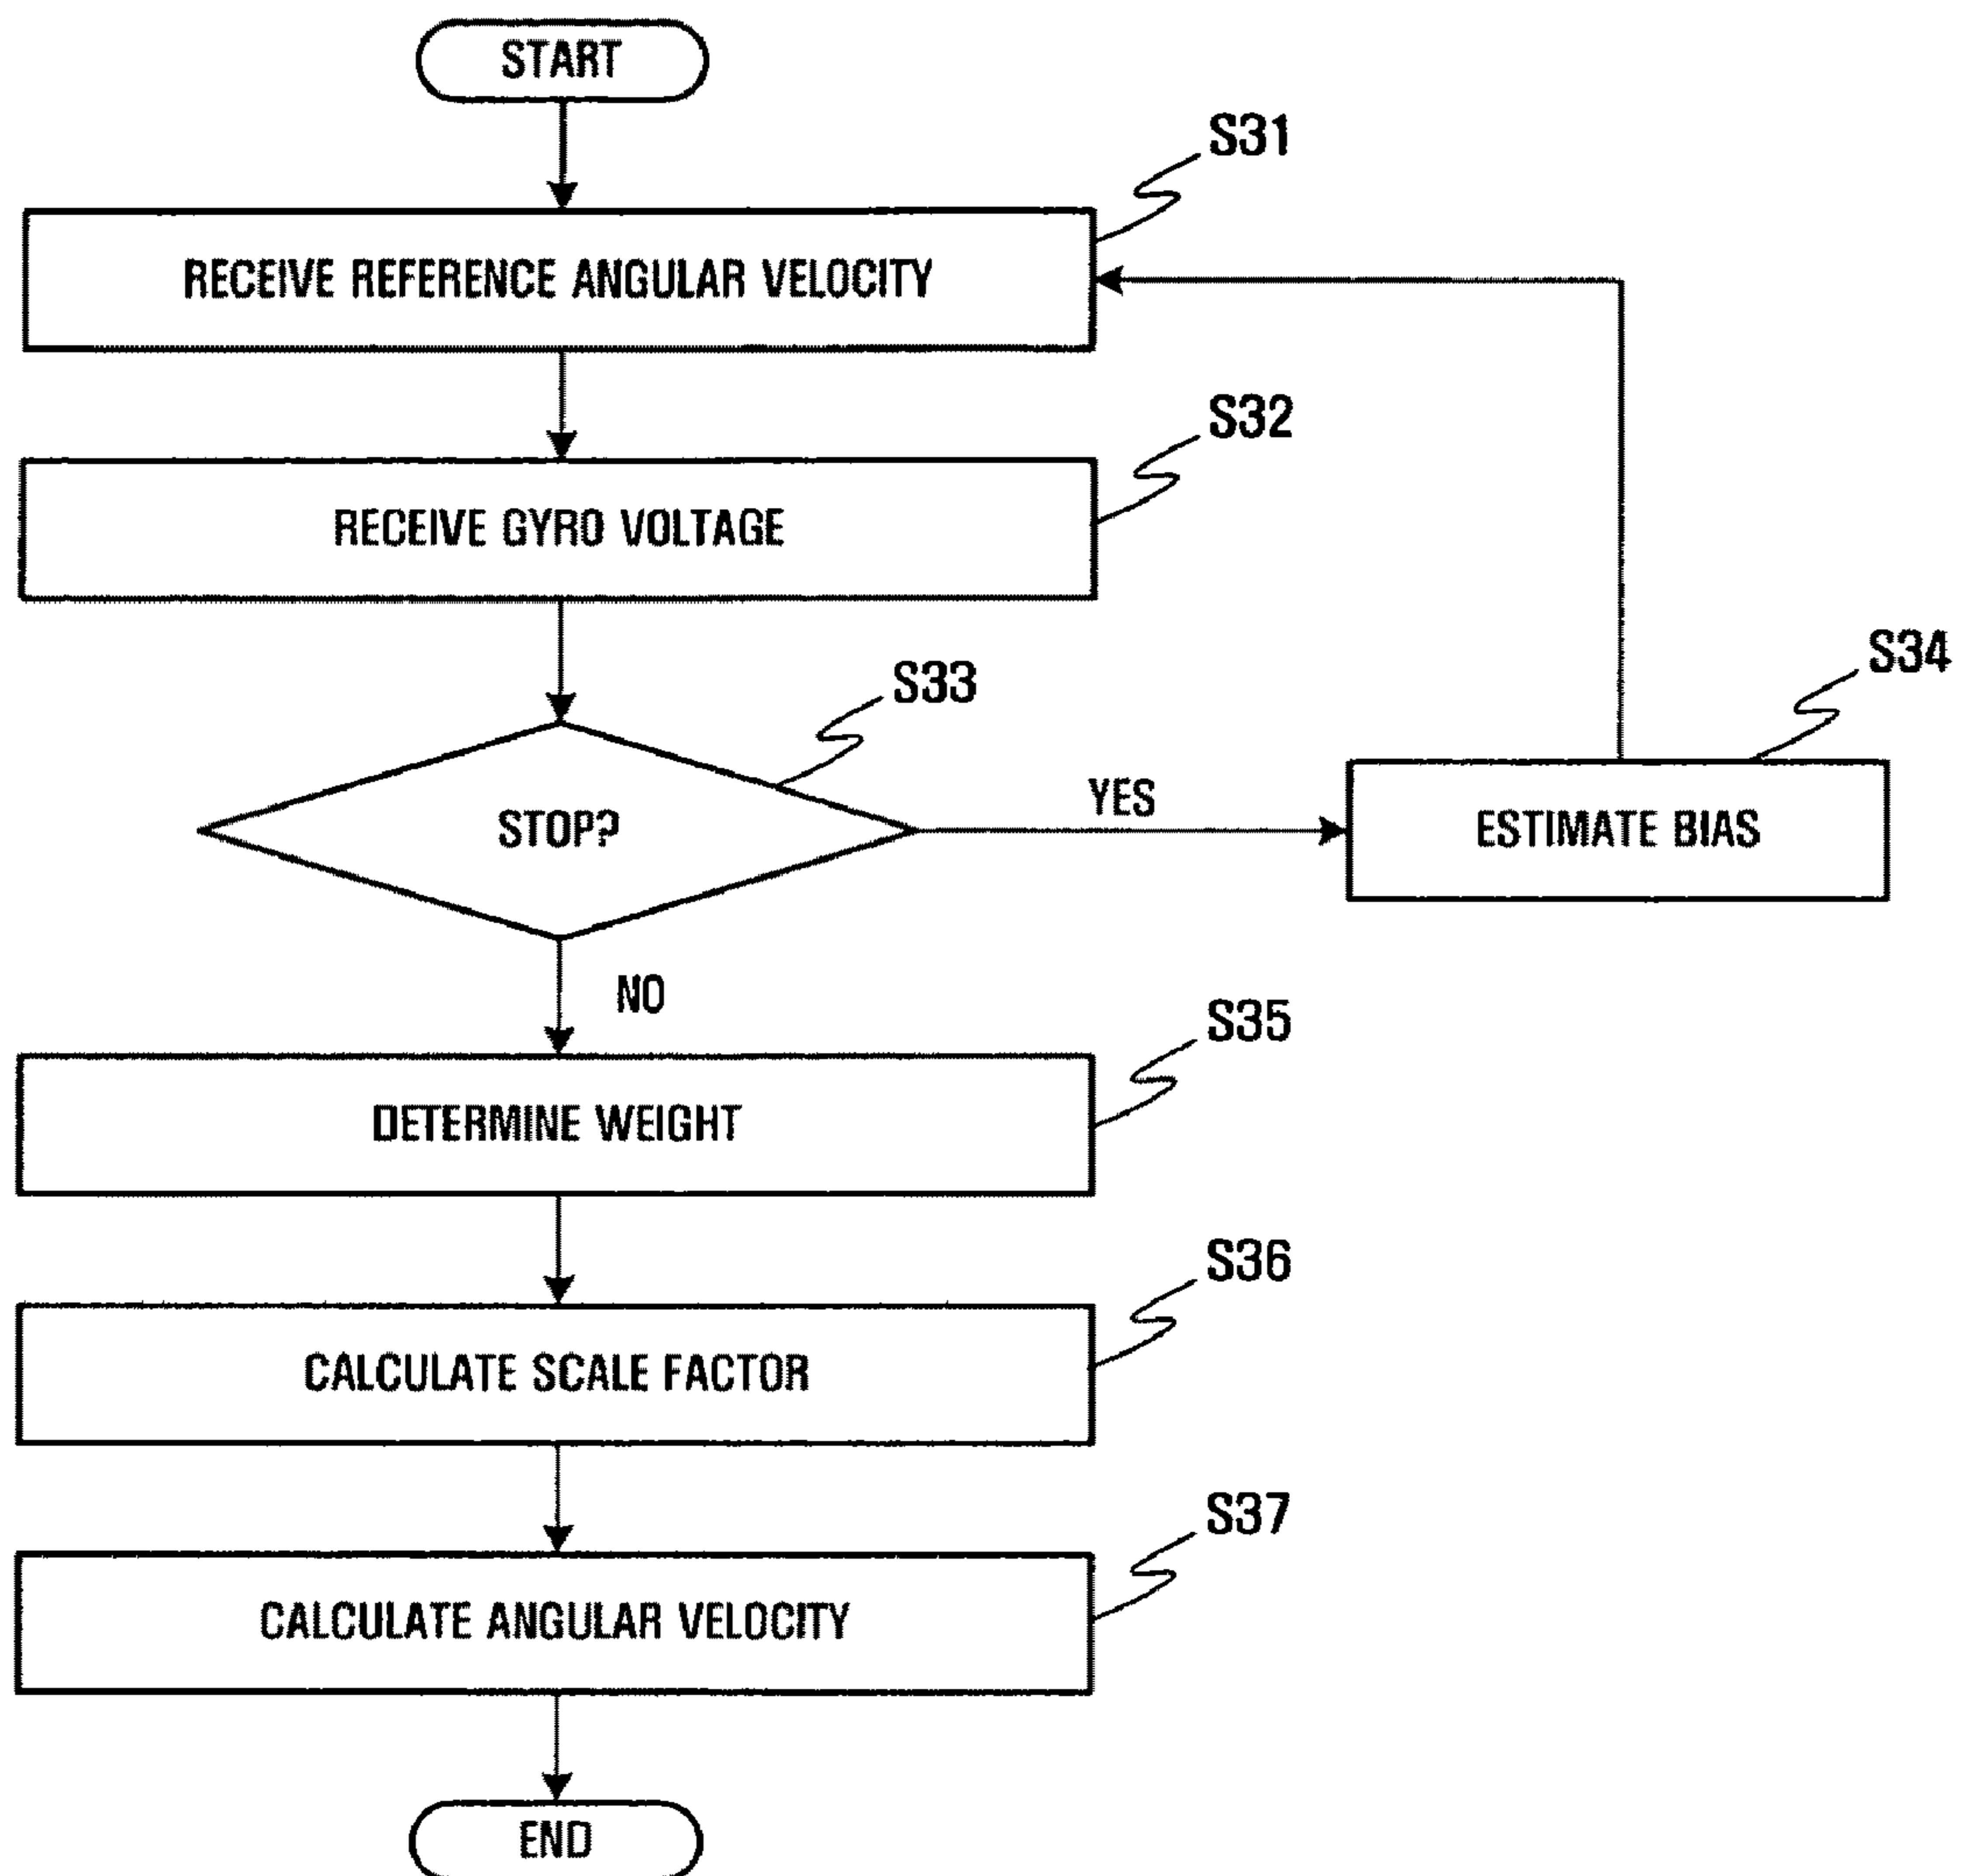 START
S31
RECEIVE REFERENCE ANGULAR VELOCITY
S32
RECEIVE GYRO VOLTAGE
S33
S34
STOP?
YES
ESTIMATE BIAS
NO
S35
DETERMINE WEIGHT
S36
CALCULATE SCALE FACTOR
S37
CALCULATE ANGULAR VELOCITY
END